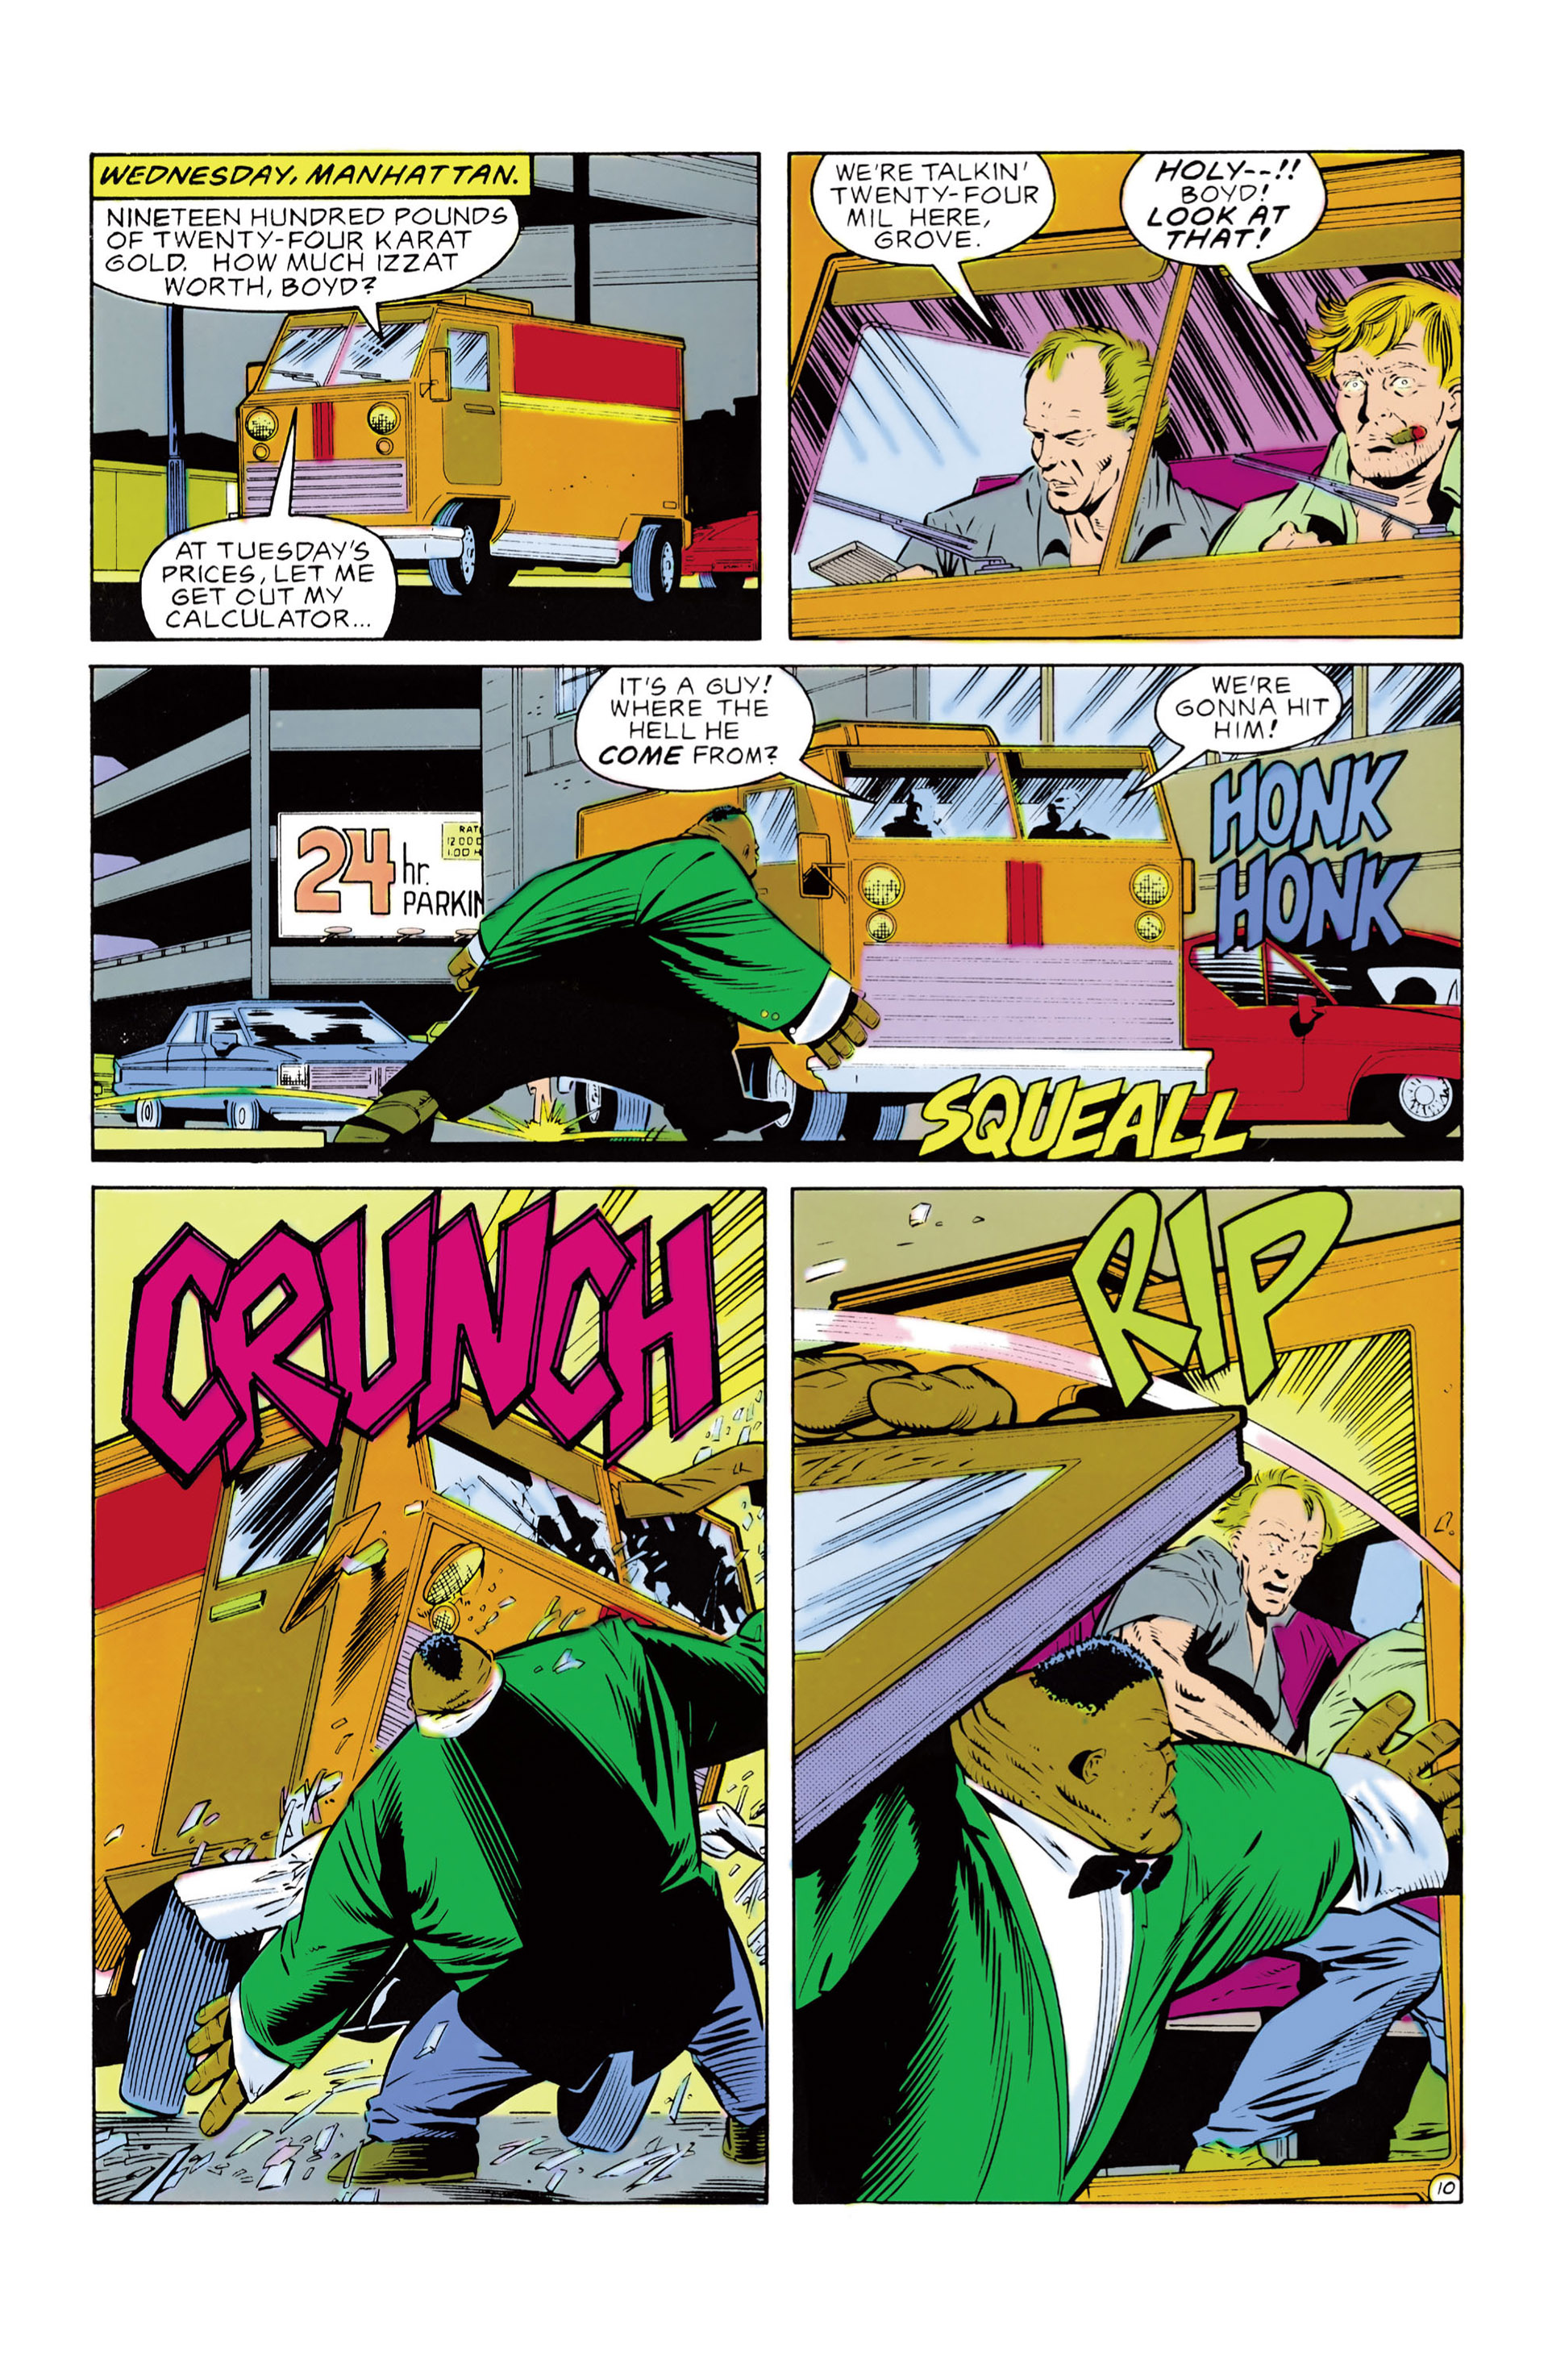 WEDNESDAY, MANHATTAN.
NINETEEN HUNDRED POUNDS
OF TWENTY-FOUR KARAT
GOLD. HOW MUCH IZZAT
WORTH, BOYD?
AT TUESDAY'S
PRICES, LET ME
GET OUT MY
CALCULATOR...
WE'RE TALKIN'
TWENTY-FOUR
MIL HERE,
GROVE.
HOLY--!!
BOYD!
LOOK AT
THAT!
IT'S A GUY!
WHERE THE
HELL HE
COME FROM?
WE'RE
GONNA HIT
HIM!
HONK
HONK
24 hr.
PARKIN
RAT
SQUEALL
CRUNCH
RIP
10